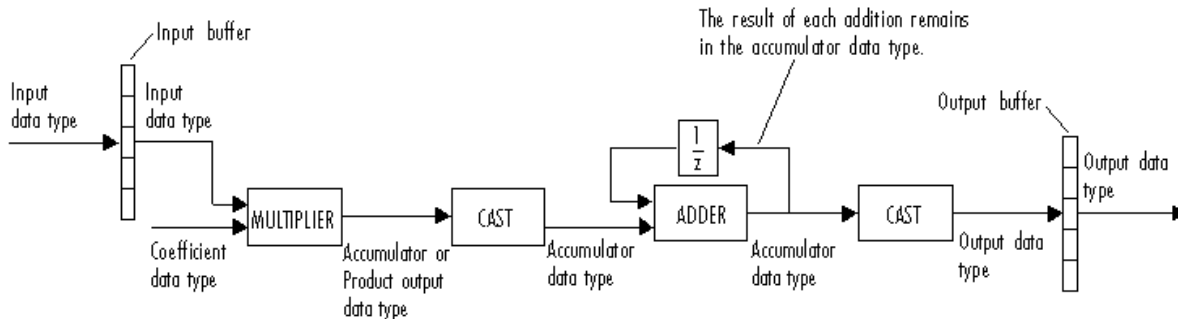 The result of each addition remains
in the accumulator data type.
Input buffer
Input
data type
Input
data type
Output buffer
1
z
Output data
type
MULTIPLIER
CAST
ADDER
CAST
Coefficient
data type
Accumulator or
Product output
data type
Accumulator
data type
Accumulator
data type
Output data
type